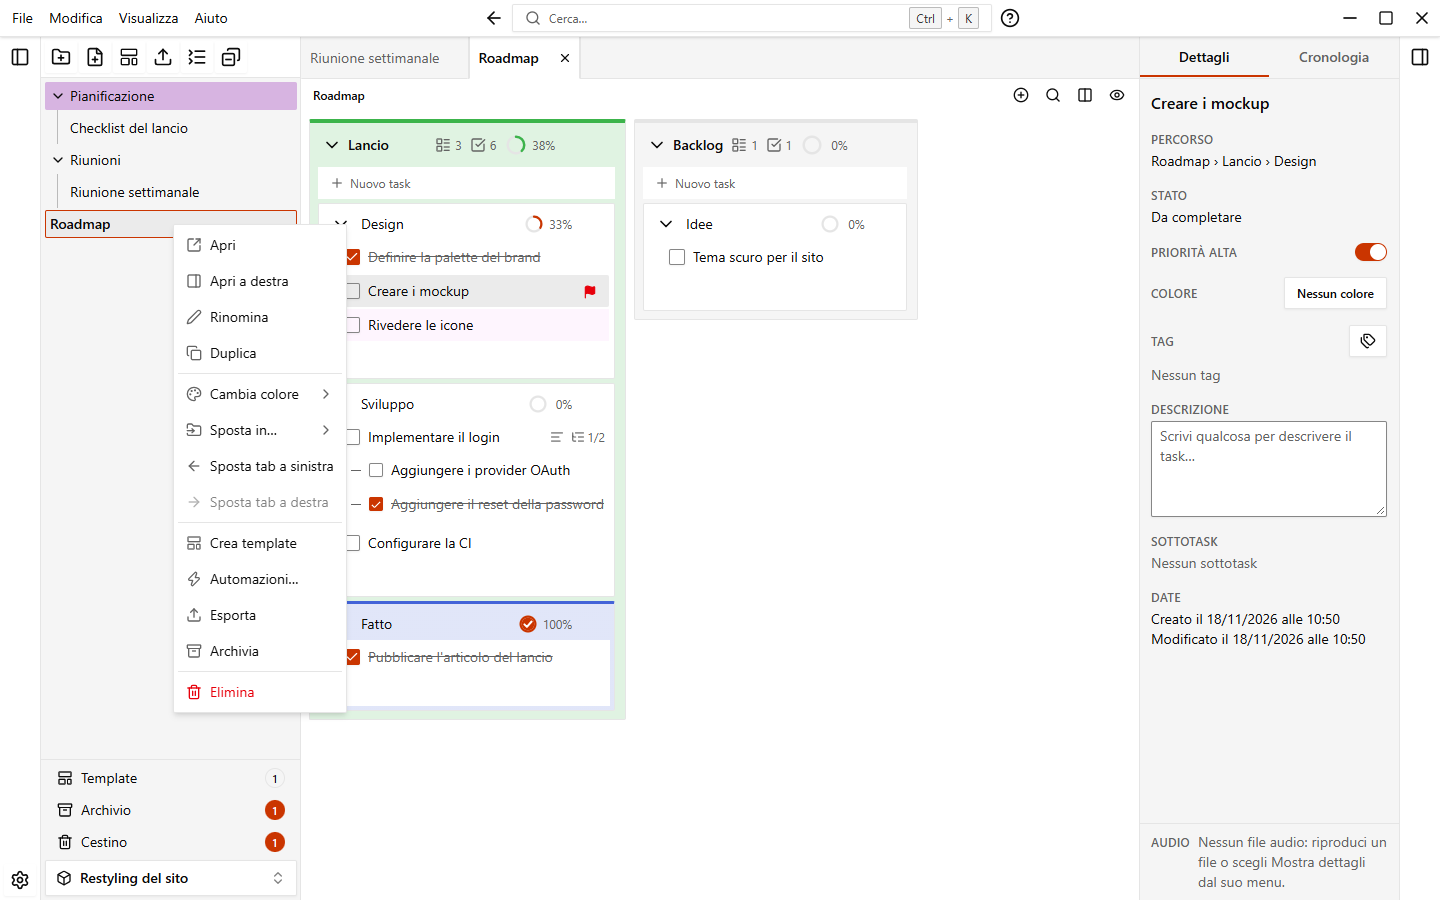 File Modifica Visualizza Aiuto
Cerca... Ctrl + K
Riunione settimanale
Roadmap
Dettagli
Cronologia
Pianificazione
Checklist del lancio
Riunioni
Riunione settimanale
Roadmap
Apri
Apri a destra
Rinomina
Duplica
Cambia colore
Sposta in...
Sposta tab a sinistra
Sposta tab a destra
Crea template
Automazioni...
Esporta
Archivia
Elimina
Template 1
Archivio 1
Cestino 1
Restyling del sito
Roadmap
Lancio 3 6 38%
Nuovo task
Design 33%
Definire la palette del brand
Creare i mockup
Rivedere le icone
Sviluppo 0%
Implementare il login 1/2
Aggiungere i provider OAuth
Aggiungere il reset della password
Configurare la CI
Fatto 100%
Pubblicare l'articolo del lancio
Backlog 1 1 0%
Nuovo task
Idee 0%
Tema scuro per il sito
Creare i mockup
PERCORSO
Roadmap › Lancio › Design
STATO
Da completare
PRIORITÀ ALTA
COLORE Nessun colore
TAG
Nessun tag
DESCRIZIONE
Scrivi qualcosa per descrivere il
task...
SOTTOTASK
Nessun sottotask
DATE
Creato il 18/11/2026 alle 10:50
Modificato il 18/11/2026 alle 10:50
AUDIO Nessun file audio: riproduci un
file o scegli Mostra dettagli
dal suo menu.